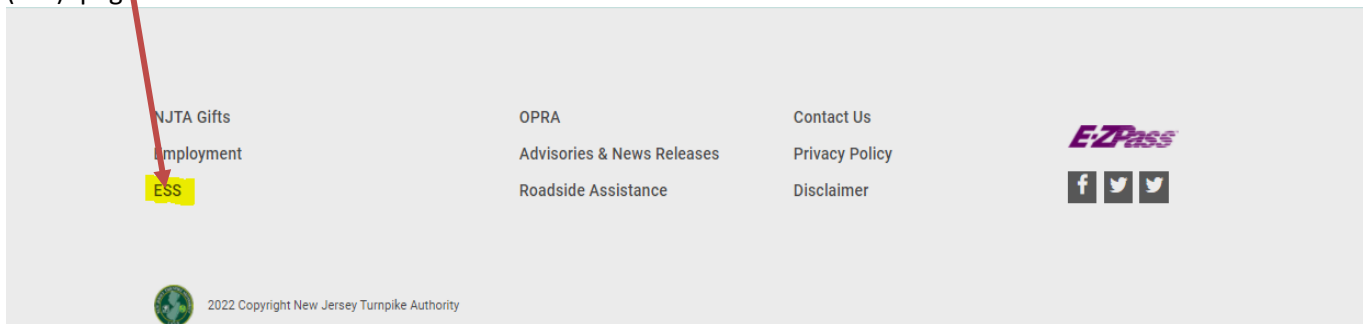 NJTA Gifts
Employment
ESS
OPRA
Advisories & News Releases
Roadside Assistance
Contact Us
Privacy Policy
Disclaimer
E-ZPass
2022 Copyright New Jersey Turnpike Authority